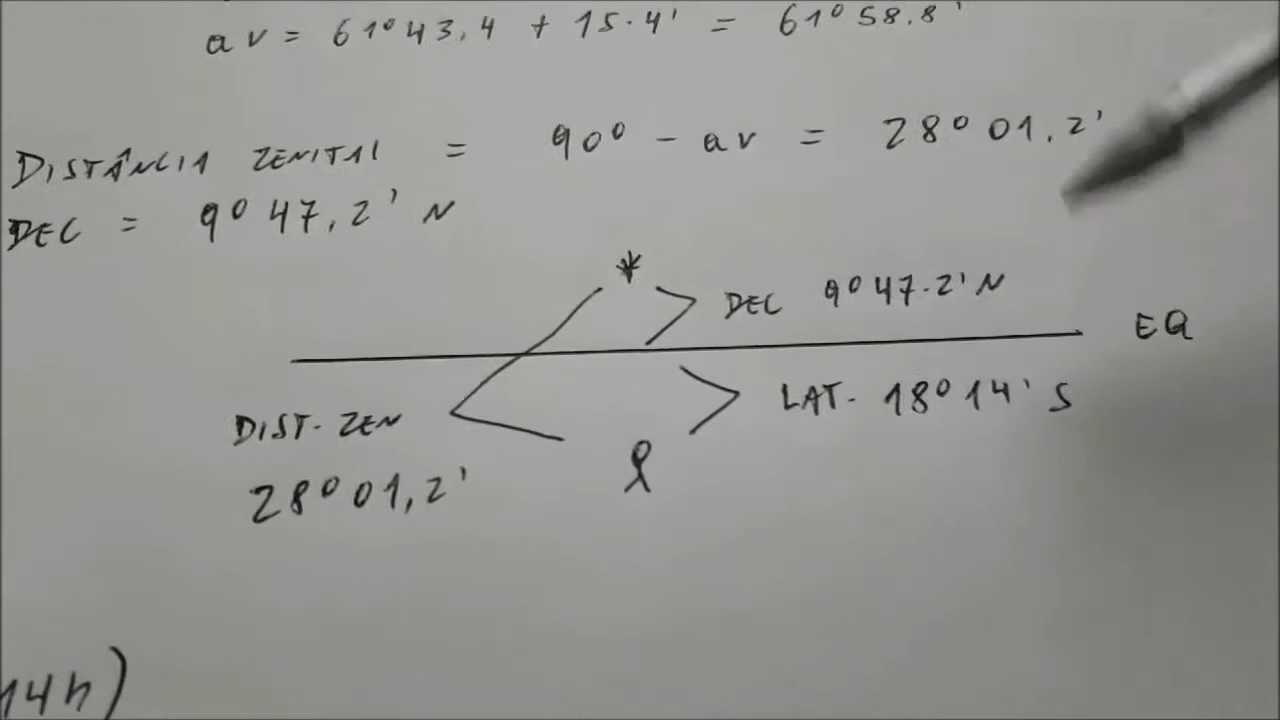 av = 61° 43,4 + 15.4' = 61° 58.8'
DISTÂNCIA ZENITAL = 90° - av = 28° 01,2'
DEC = 9° 47,2' N
* DEC 9° 47.2' N
EQ
LAT. 18° 14' S
DIST. ZEN
28° 01,2'
14h)